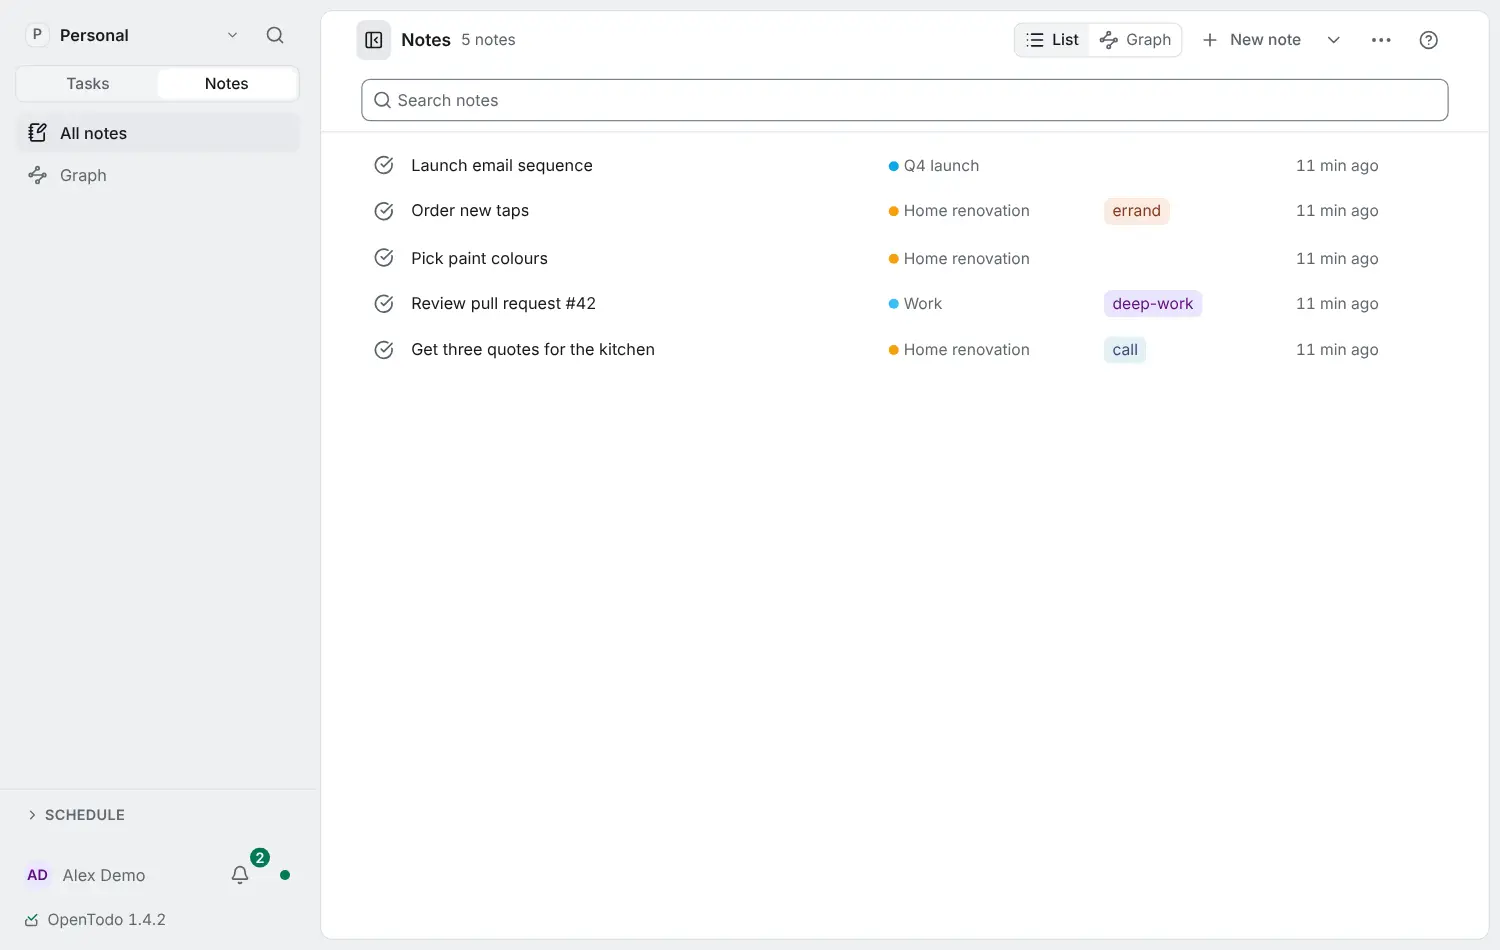 P Personal
Tasks Notes
All notes
Graph
SCHEDULE
AD Alex Demo 2
OpenTodo 1.4.2
Notes 5 notes List Graph New note
Search notes
Launch email sequence Q4 launch 11 min ago
Order new taps Home renovation errand 11 min ago
Pick paint colours Home renovation 11 min ago
Review pull request #42 Work deep-work 11 min ago
Get three quotes for the kitchen Home renovation call 11 min ago